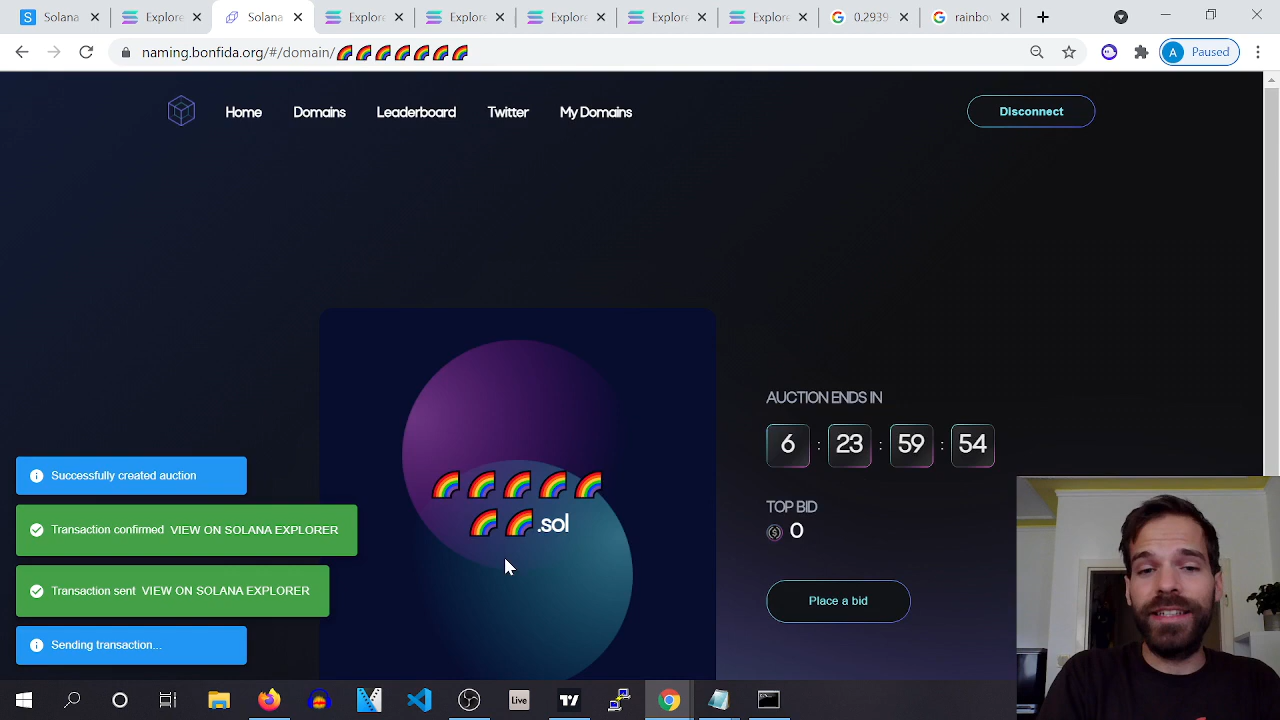 Solana
Explore
Solana
Explore
Explore
Explore
Explore
Explore
0.2339
rainbo
naming.bonfida.org/#/domain/🌈🌈🌈🌈🌈🌈🌈
A Paused
Home Domains Leaderboard Twitter My Domains
Disconnect
🌈🌈🌈🌈🌈
🌈🌈.sol
AUCTION ENDS IN
6 : 23 : 59 : 54
TOP BID
0
Place a bid
Successfully created auction
Transaction confirmed VIEW ON SOLANA EXPLORER
Transaction sent VIEW ON SOLANA EXPLORER
Sending transaction...
Live